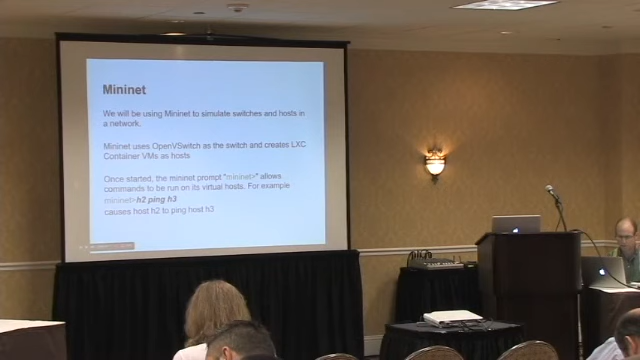 Mininet
We will be using Mininet to simulate switches and hosts in
a network.
Mininet uses OpenVSwitch as the switch and creates LXC
Container VMs as hosts
Once started, the mininet prompt "mininet>" allows
commands to be run on its virtual hosts. For example
mininet>h2 ping h3
causes host h2 to ping host h3